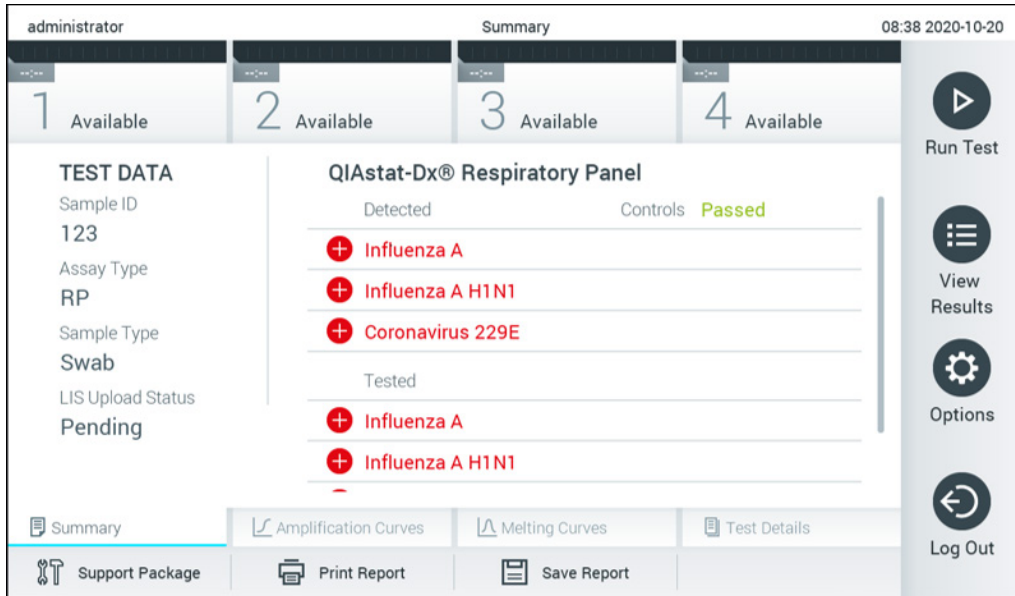 administrator
Summary
08:38 2020-10-20
--:--
1 Available
--:--
2 Available
--:--
3 Available
--:--
4 Available
Run Test
View
Results
Options
Log Out
TEST DATA
Sample ID
123
Assay Type
RP
Sample Type
Swab
LIS Upload Status
Pending
QIAstat-Dx® Respiratory Panel
Detected
Controls Passed
Influenza A
Influenza A H1N1
Coronavirus 229E
Tested
Influenza A
Influenza A H1N1
Summary
Amplification Curves
Melting Curves
Test Details
Support Package
Print Report
Save Report